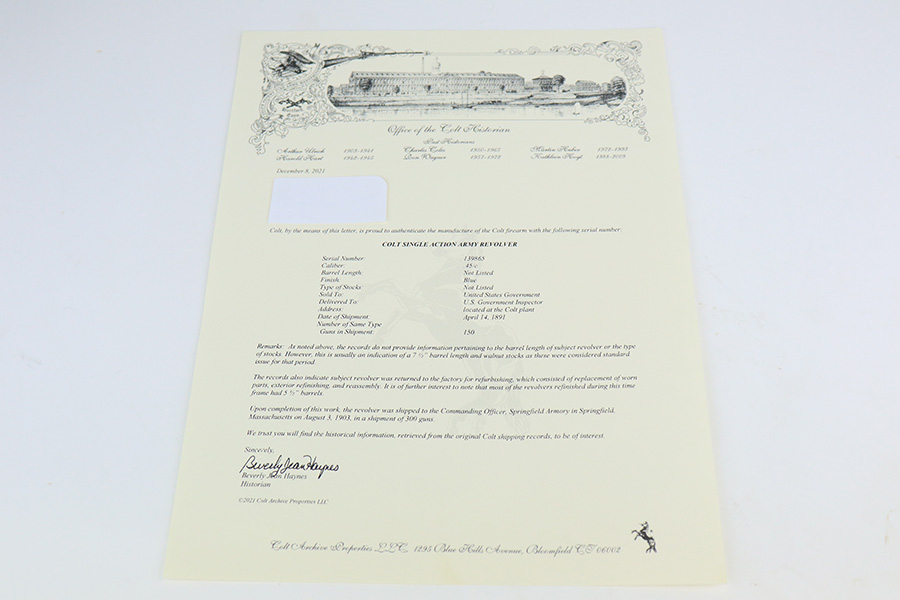 Office of the Colt Historian
Past Historians
Arthur Ulrich 1903-1944 Charles Coles 1950-1965 Martin Huber 1972-1993
Harold Hart 1942-1945 Don Wagner 1971-1972 Kathleen Hoyt
December 8, 2021
Colt, by the means of this letter, is proud to authenticate the manufacture of the Colt firearm with the following serial number:
COLT SINGLE ACTION ARMY REVOLVER
Serial Number: 139865
Caliber: .45/c
Barrel Length: Not Listed
Finish: Blue
Type of Stocks: Not Listed
Sold To: United States Government
Delivered To: U.S. Government Inspector
Address: located at the Colt plant
Date of Shipment April 14, 1891
Number of Same Type
Guns in Shipment: 150
Remarks: As noted above, the records do not provide information pertaining to the barrel length of subject revolver or the type
of stocks. However, this is usually an indication of a 7 ½" barrel length and walnut stocks as these were considered standard
issue for that period.
The records also indicate subject revolver was returned to the factory for refurbishing, which consisted of replacement of worn
parts, exterior refinishing, and reassembly. It is of further interest to note that most of the revolvers refinished during this time
frame had 5 ½" barrels.
Upon completion of this work, the revolver was shipped to the Commanding Officer, Springfield Armory in Springfield,
Massachusetts on August 3, 1903, in a shipment of 300 guns.
We trust you will find the historical information, retrieved from the original Colt shipping records, to be of interest.
Sincerely,
Beverly Jean Haynes
Beverly Jean Haynes
Historian
©2021 Colt Archive Properties LLC
Colt Archive Properties LLC. 1295 Blue Hills Avenue, Bloomfield CT 06002